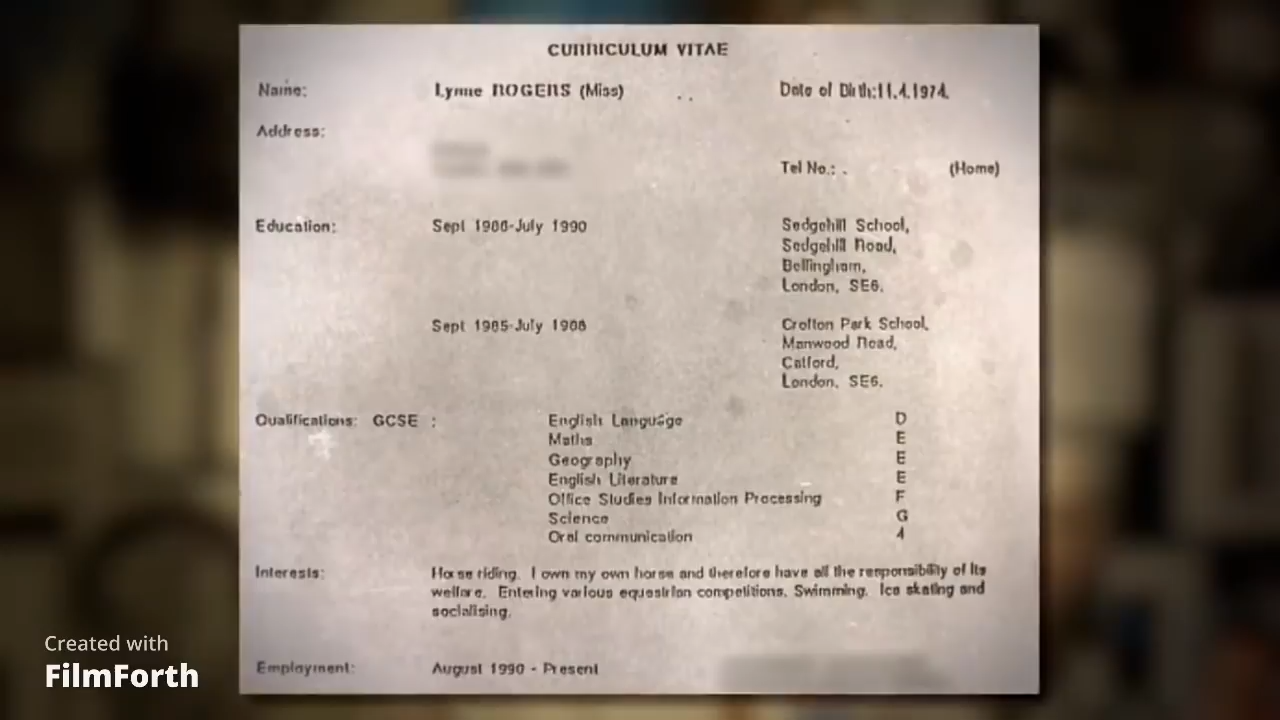 CURRICULUM VITAE
Name: Lynne ROGERS (Miss) Date of Birth:11.4.1974.
Address:
Tel No.: (Home)
Education: Sept 1986-July 1990 Sedgehill School,
Sedgehill Road,
Bellingham,
London, SE6.
Sept 1985-July 1986 Crofton Park School,
Manwood Road,
Catford,
London, SE6.
Qualifications: GCSE : English Language D
Maths E
Geography E
English Literature E
Office Studies Information Processing F
Science G
Oral communication 4
Interests: Horse riding. I own my own horse and therefore have all the responsibility of its
welfare. Entering various equestrian competitions. Swimming. Ice skating and
socialising.
Employment: August 1990 - Present
Created with
FilmForth